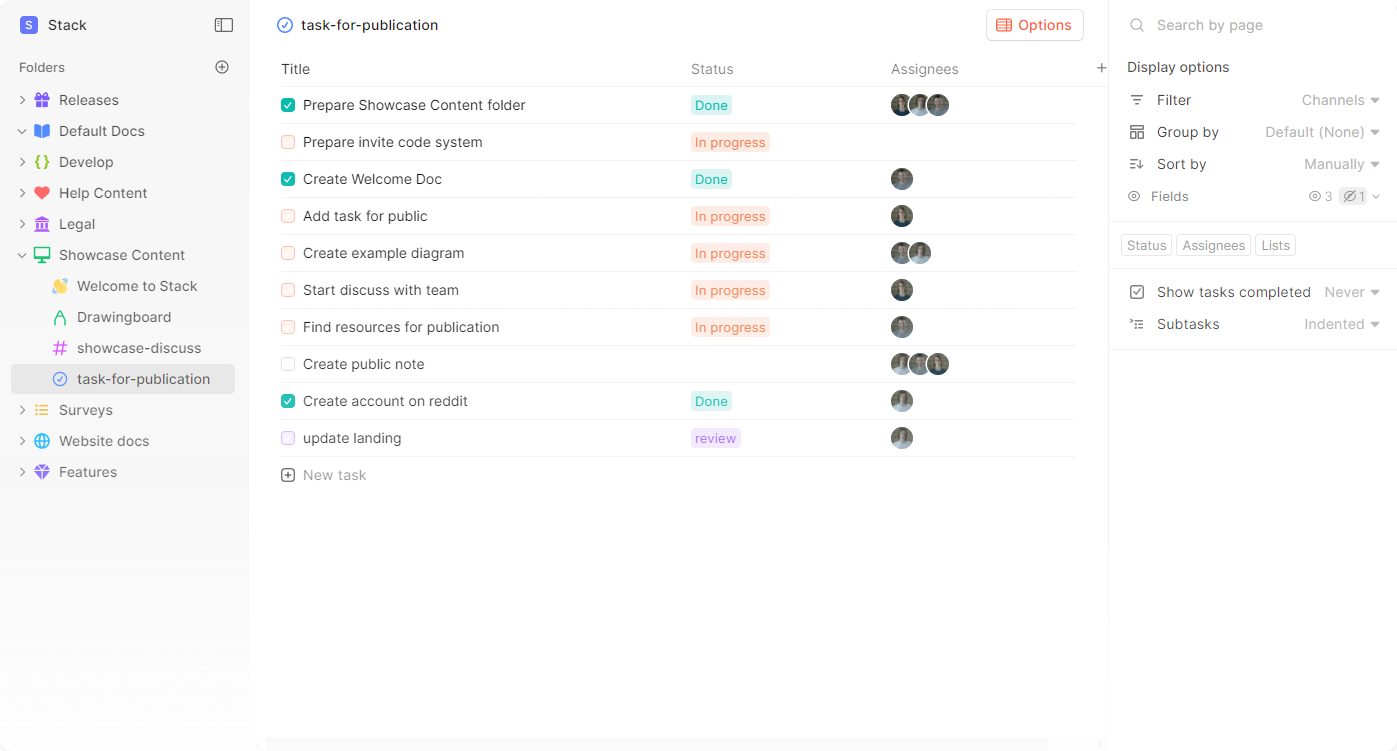 S Stack
Folders
Releases
Default Docs
Develop
Help Content
Legal
Showcase Content
Welcome to Stack
Drawingboard
showcase-discuss
task-for-publication
Surveys
Website docs
Features
task-for-publication
Options
Title Status Assignees
Prepare Showcase Content folder Done
Prepare invite code system In progress
Create Welcome Doc Done
Add task for public In progress
Create example diagram In progress
Start discuss with team In progress
Find resources for publication In progress
Create public note
Create account on reddit Done
update landing review
New task
Search by page
Display options
Filter Channels
Group by Default (None)
Sort by Manually
Fields 3 1
Status Assignees Lists
Show tasks completed Never
Subtasks Indented